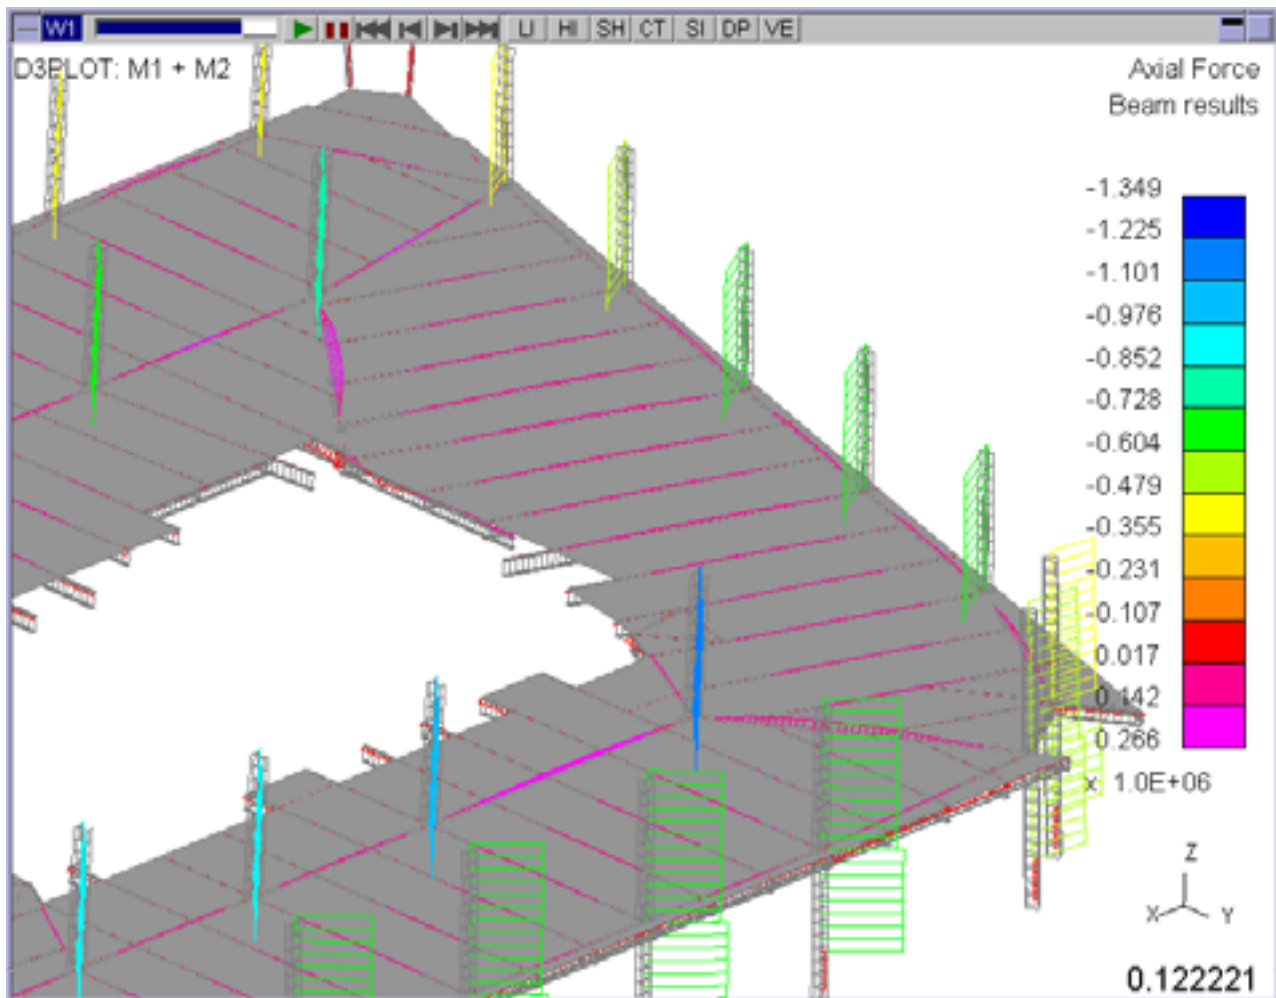 W1 LI HI SH CT SI DP VE
D3PLOT: M1 + M2
Axial Force
Beam results
-1.349
-1.225
-1.101
-0.976
-0.852
-0.728
-0.604
-0.479
-0.355
-0.231
-0.107
0.017
0.142
0.266
x 1.0E+06
Z
X Y
0.122221